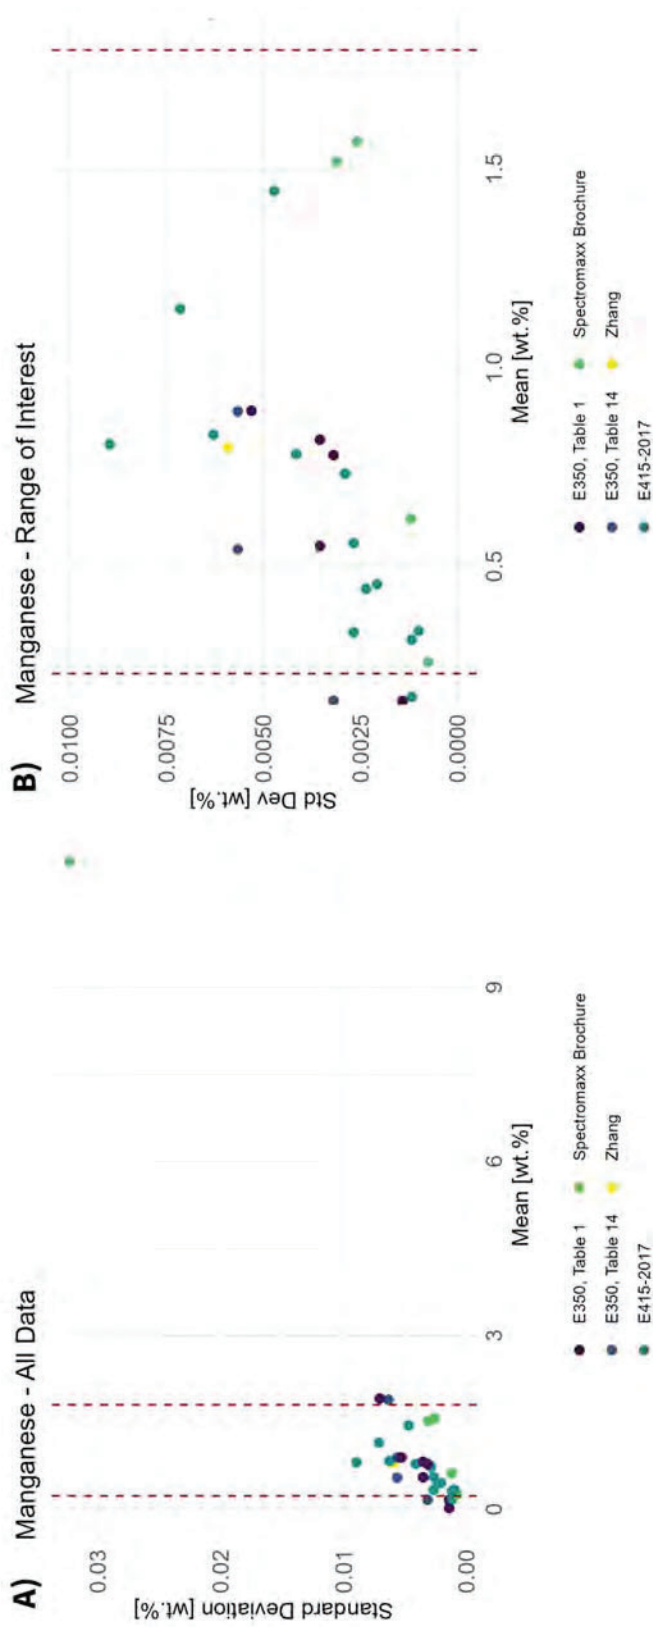 A) Manganese - All Data
Standard Deviation [wt.%]
0.03
0.02
0.01
0.00
0
3
6
9
Mean [wt.%]
E350, Table 1
Spectromaxx Brochure
E350, Table 14
Zhang
E415-2017
B) Manganese - Range of Interest
Std Dev [wt.%]
0.0100
0.0075
0.0050
0.0025
0.0000
0.5
1.0
1.5
Mean [wt.%]
E350, Table 1
Spectromaxx Brochure
E350, Table 14
Zhang
E415-2017